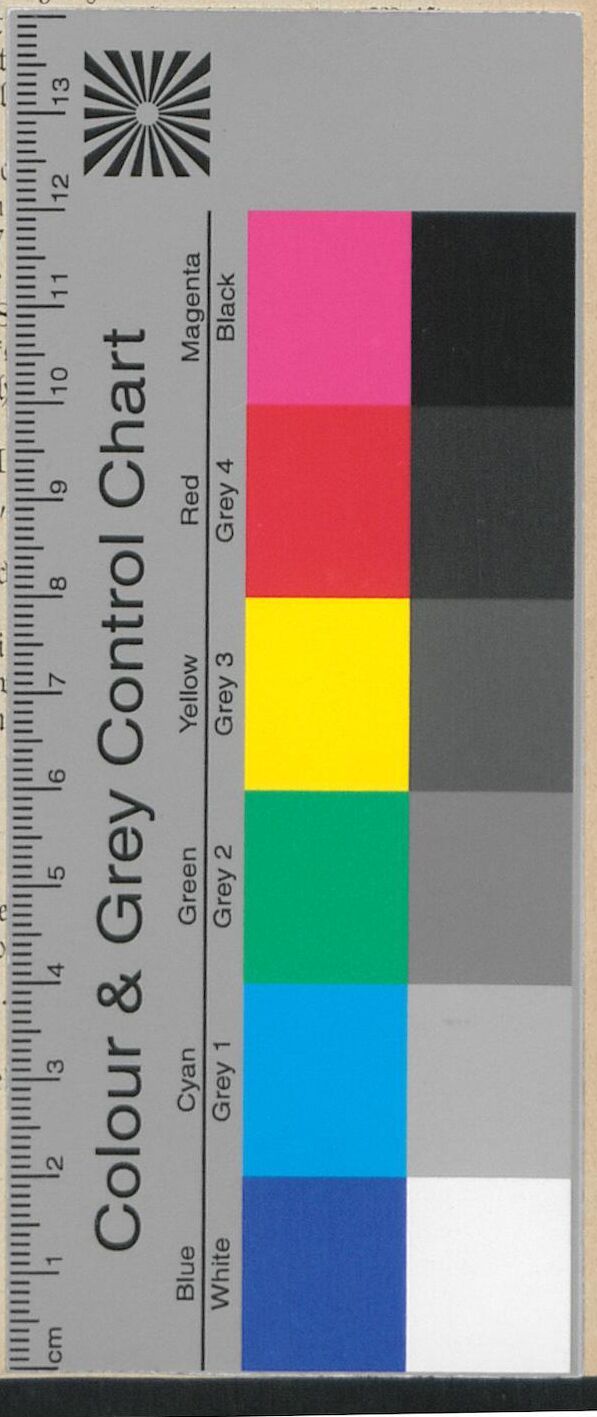 cm 1 2 3 4 5 6 7 8 9 10 11 12 13
Colour & Grey Control Chart
Blue Cyan Green Yellow Red Magenta
White Grey 1 Grey 2 Grey 3 Grey 4 Black